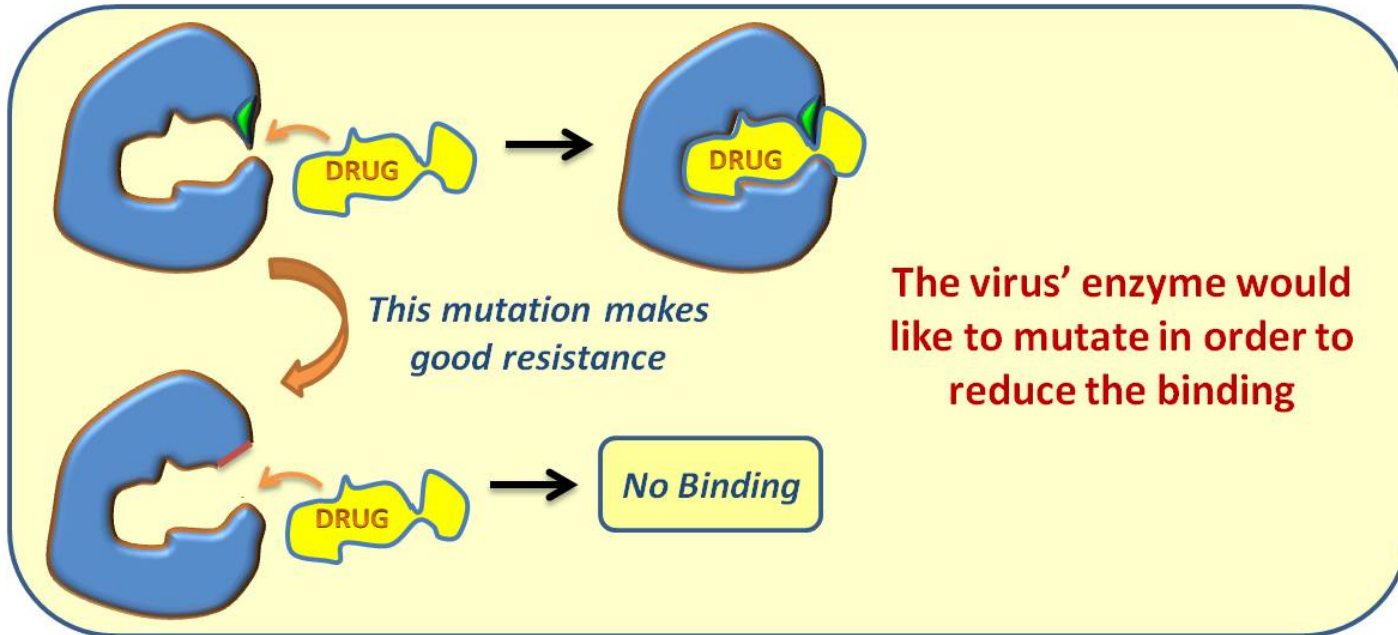 DRUG
DRUG
This mutation makes
good resistance
The virus’ enzyme would
like to mutate in order to
reduce the binding
DRUG
No Binding